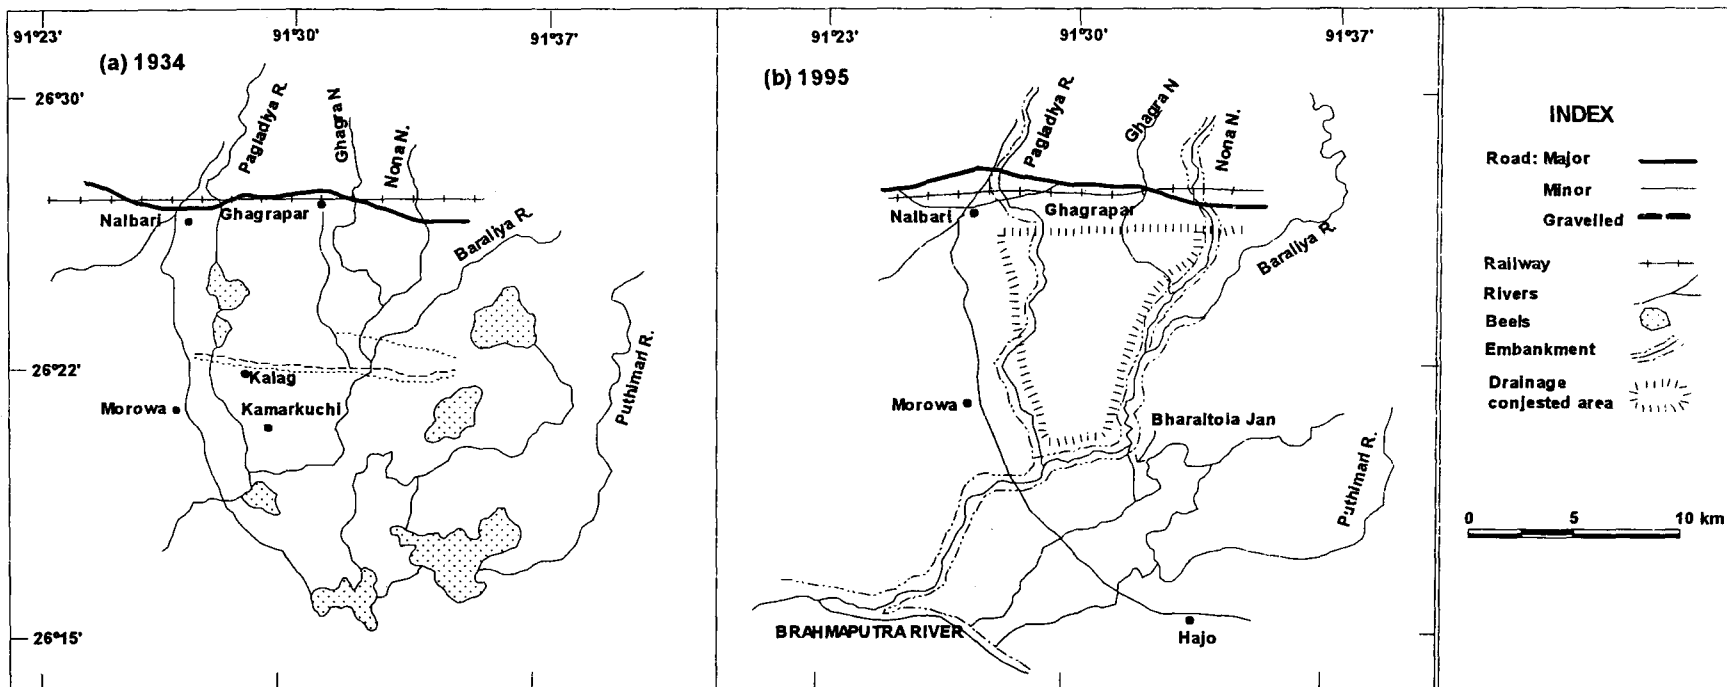 91°23' 91°30' 91°37' 91°23' 91°30' 91°37'
(a) 1934
(b) 1995
26°30'
26°22'
26°15'
Pagladiya R.
Ghagra N
Nona N.
Nalbari
Ghagrapar
Baraliya R.
Kalag
Morowa
Kamarkuchi
Puthimari R.
Pagladiya R.
Ghagra N
Nona N.
Nalbari
Ghagrapar
Baraliya R.
Morowa
Bharaltola Jan
Puthimari R.
BRAHMAPUTRA RIVER
Hajo
INDEX
Road: Major
Minor
Gravelled
Railway
Rivers
Beels
Embankment
Drainage
conjested area
0 5 10 km